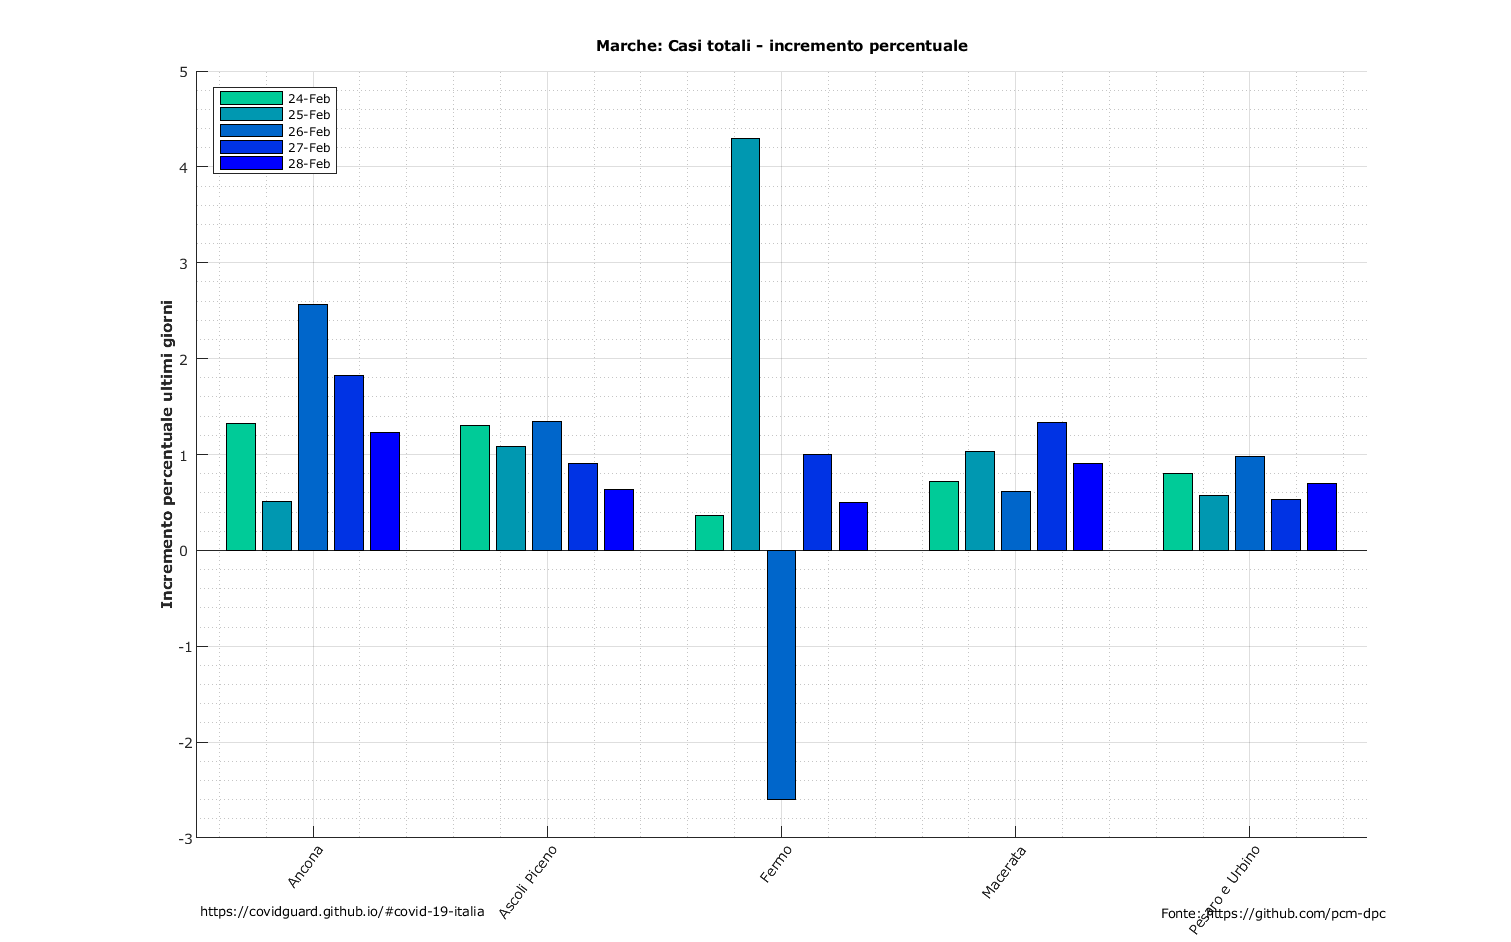 Marche: Casi totali - incremento percentuale
5
4
3
2
1
0
-1
-2
-3
Incremento percentuale ultimi giorni
24-Feb
25-Feb
26-Feb
27-Feb
28-Feb
Ancona
Ascoli Piceno
Fermo
Macerata
Pesaro e Urbino
https://covidguard.github.io/#covid-19-italia
Fonte: https://github.com/pcm-dpc